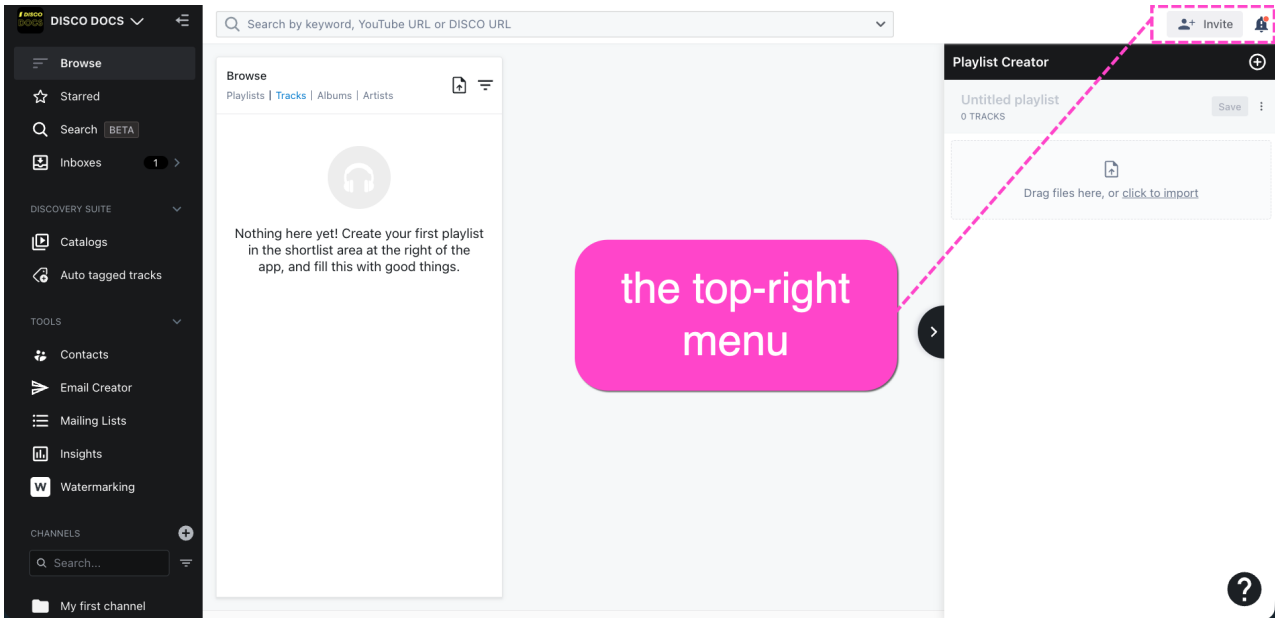 DISCO
DOCS
DISCO DOCS
Browse
Starred
Search BETA
Inboxes 1
DISCOVERY SUITE
Catalogs
Auto tagged tracks
TOOLS
Contacts
Email Creator
Mailing Lists
Insights
W Watermarking
CHANNELS
Search...
My first channel
Search by keyword, YouTube URL or DISCO URL
Invite
Browse
Playlists | Tracks | Albums | Artists
Nothing here yet! Create your first playlist
in the shortlist area at the right of the
app, and fill this with good things.
the top-right
menu
Playlist Creator
Untitled playlist
0 TRACKS
Save
Drag files here, or click to import
?